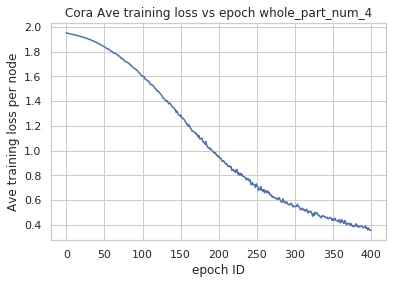 Cora Ave training loss vs epoch whole_part_num_4
Ave training loss per node
2.0
1.8
1.6
1.4
1.2
1.0
0.8
0.6
0.4
0 50 100 150 200 250 300 350 400
epoch ID